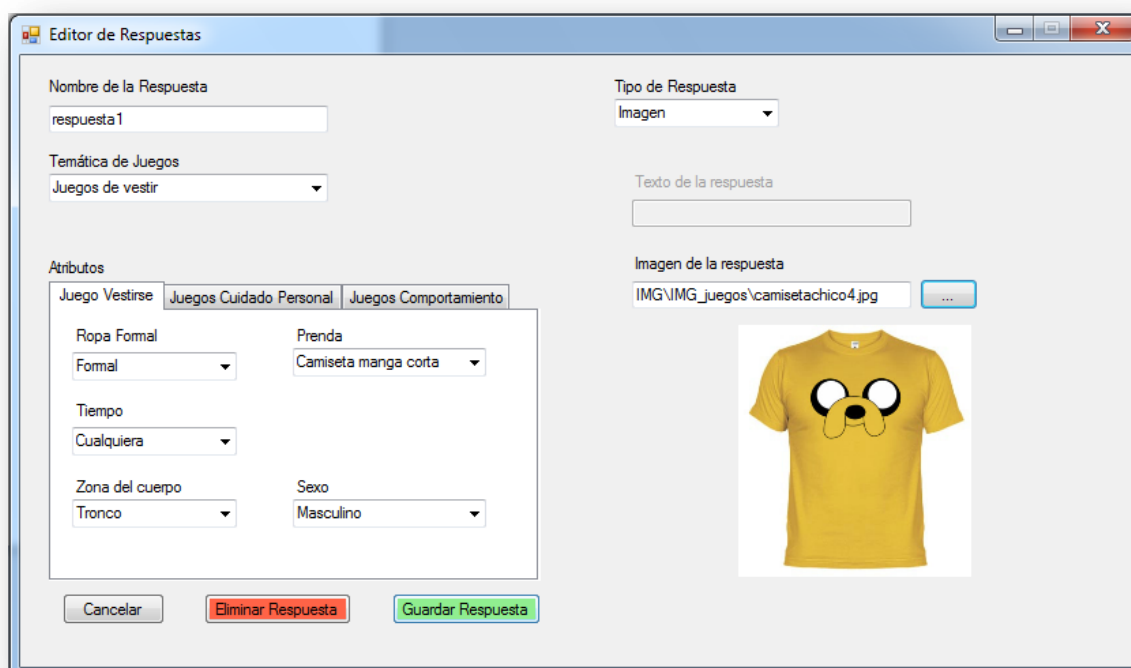 Editor de Respuestas
Nombre de la Respuesta
respuesta1
Temática de Juegos
Juegos de vestir
Tipo de Respuesta
Imagen
Texto de la respuesta
Imagen de la respuesta
IMG\IMG_juegos\camisetachico4.jpg
...
Atributos
Juego Vestirse
Juegos Cuidado Personal
Juegos Comportamiento
Ropa Formal
Prenda
Formal
Camiseta manga corta
Tiempo
Cualquiera
Zona del cuerpo
Sexo
Tronco
Masculino
Cancelar
Eliminar Respuesta
Guardar Respuesta